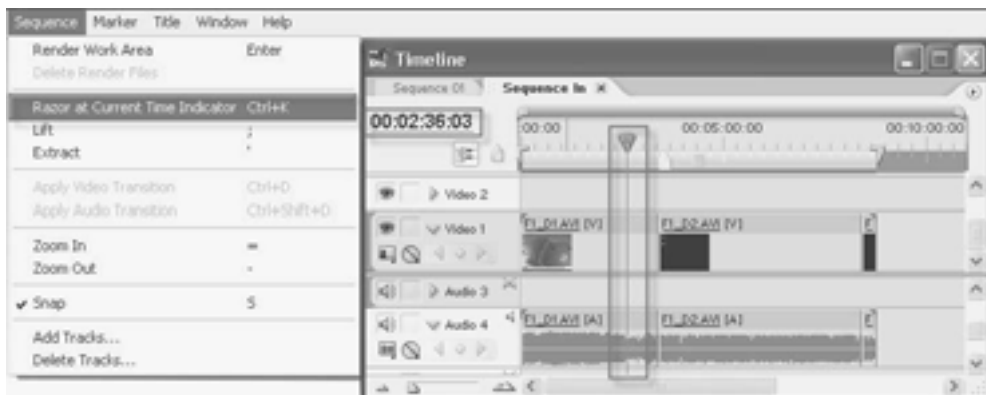 Sequence Marker Title Window Help
Render Work Area Enter
Delete Render Files
Razor at Current Time Indicator Ctrl+K
Lift ;
Extract '
Apply Video Transition Ctrl+D
Apply Audio Transition Ctrl+Shift+D
Zoom In =
Zoom Out -
Snap S
Add Tracks...
Delete Tracks...
Timeline
Sequence 01 Sequence In
00:02:36:03
00:00 00:05:00:00 00:10:00:00
Video 2
Video 1
F1_D1.AVI [V] F1_D2.AVI [V] F
Audio 3
Audio 4
F1_D1.AVI [A] F1_D2.AVI [A] F